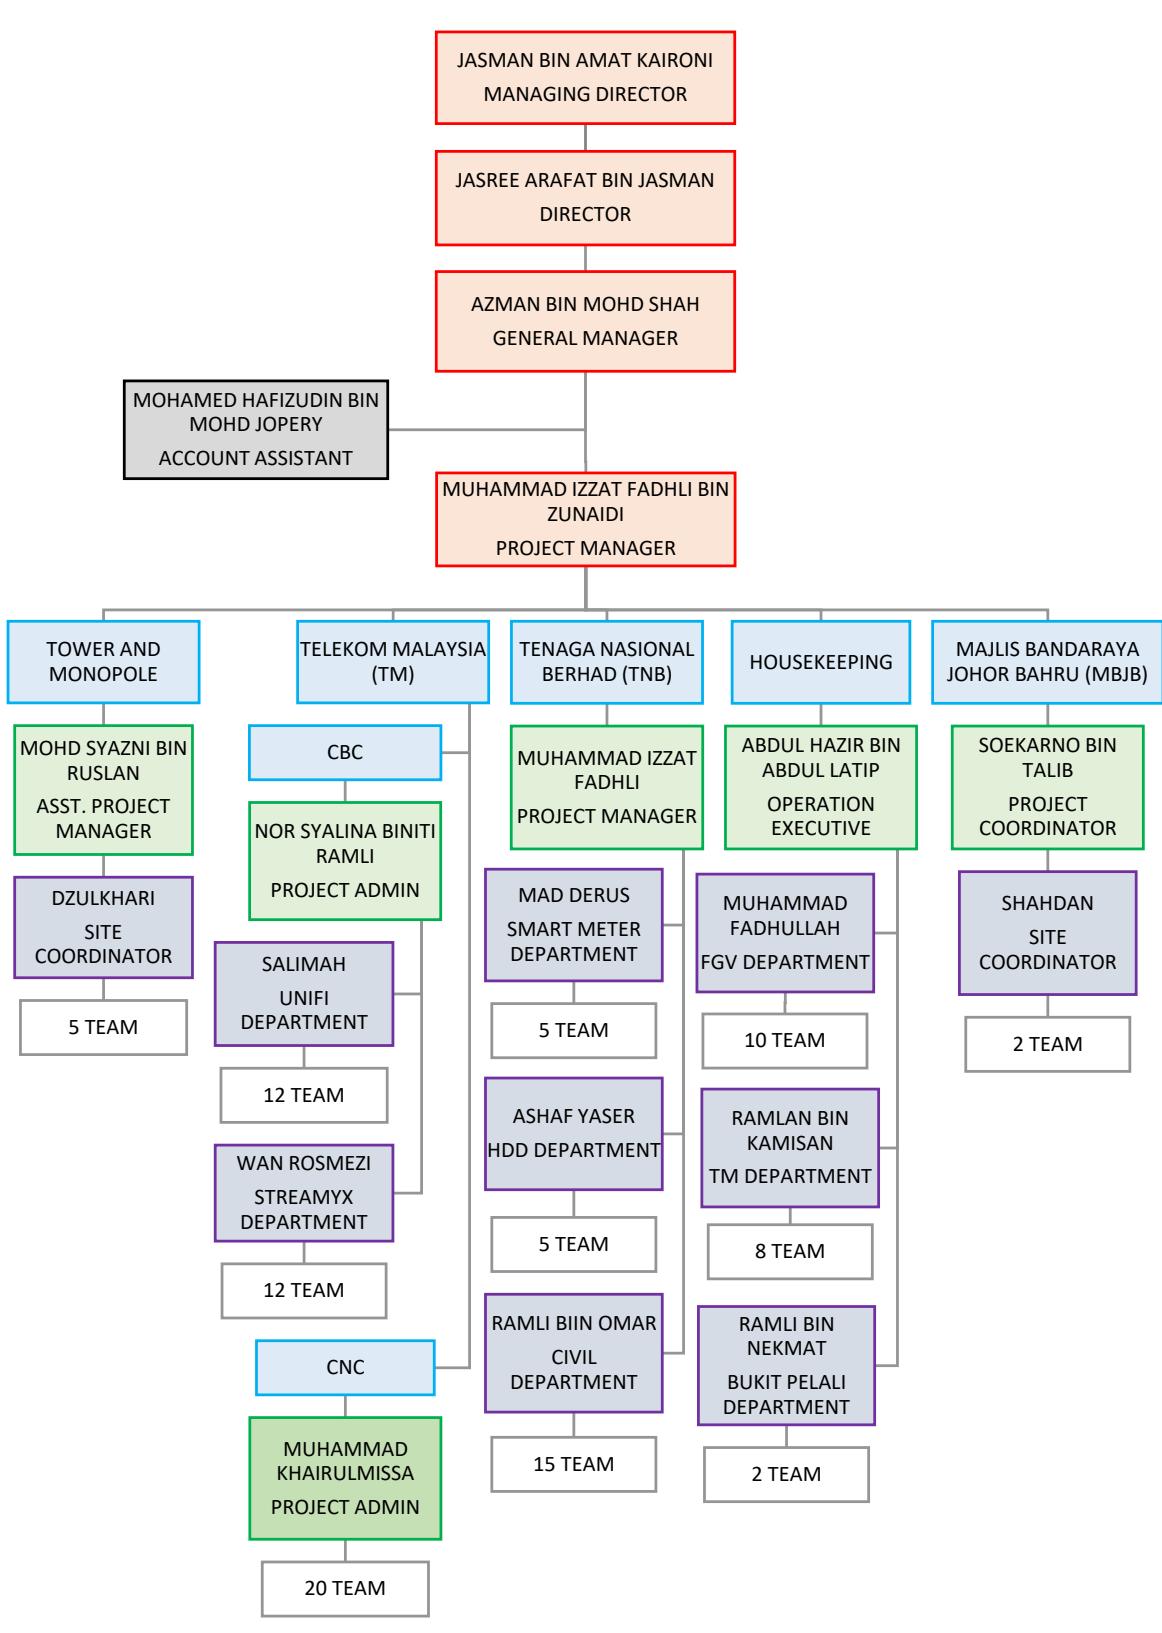 JASMAN BIN AMAT KAIRONI
MANAGING DIRECTOR
JASREE ARAFAT BIN JASMAN
DIRECTOR
AZMAN BIN MOHD SHAH
GENERAL MANAGER
MOHAMED HAFIZUDIN BIN
MOHD JOPERY
ACCOUNT ASSISTANT
MUHAMMAD IZZAT FADHLI BIN
ZUNAIDI
PROJECT MANAGER
TOWER AND
MONOPOLE
MOHD SYAZNI BIN
RUSLAN
ASST. PROJECT
MANAGER
DZULKHARI
SITE
COORDINATOR
5 TEAM
TELEKOM MALAYSIA
(TM)
CBC
NOR SYALINA BINITI
RAMLI
PROJECT ADMIN
SALIMAH
UNIFI
DEPARTMENT
12 TEAM
WAN ROSMEZI
STREAMYX
DEPARTMENT
12 TEAM
CNC
MUHAMMAD
KHAIRULMISSA
PROJECT ADMIN
20 TEAM
TENAGA NASIONAL
BERHAD (TNB)
MUHAMMAD IZZAT
FADHLI
PROJECT MANAGER
MAD DERUS
SMART METER
DEPARTMENT
5 TEAM
ASHAF YASER
HDD DEPARTMENT
5 TEAM
RAMLI BIIN OMAR
CIVIL
DEPARTMENT
15 TEAM
HOUSEKEEPING
ABDUL HAZIR BIN
ABDUL LATIP
OPERATION
EXECUTIVE
MUHAMMAD
FADHULLAH
FGV DEPARTMENT
10 TEAM
RAMLAN BIN
KAMISAN
TM DEPARTMENT
8 TEAM
RAMLI BIN
NEKMAT
BUKIT PELALI
DEPARTMENT
2 TEAM
MAJLIS BANDARAYA
JOHOR BAHRU (MBJB)
SOEKARNO BIN
TALIB
PROJECT
COORDINATOR
SHAHDAN
SITE
COORDINATOR
2 TEAM